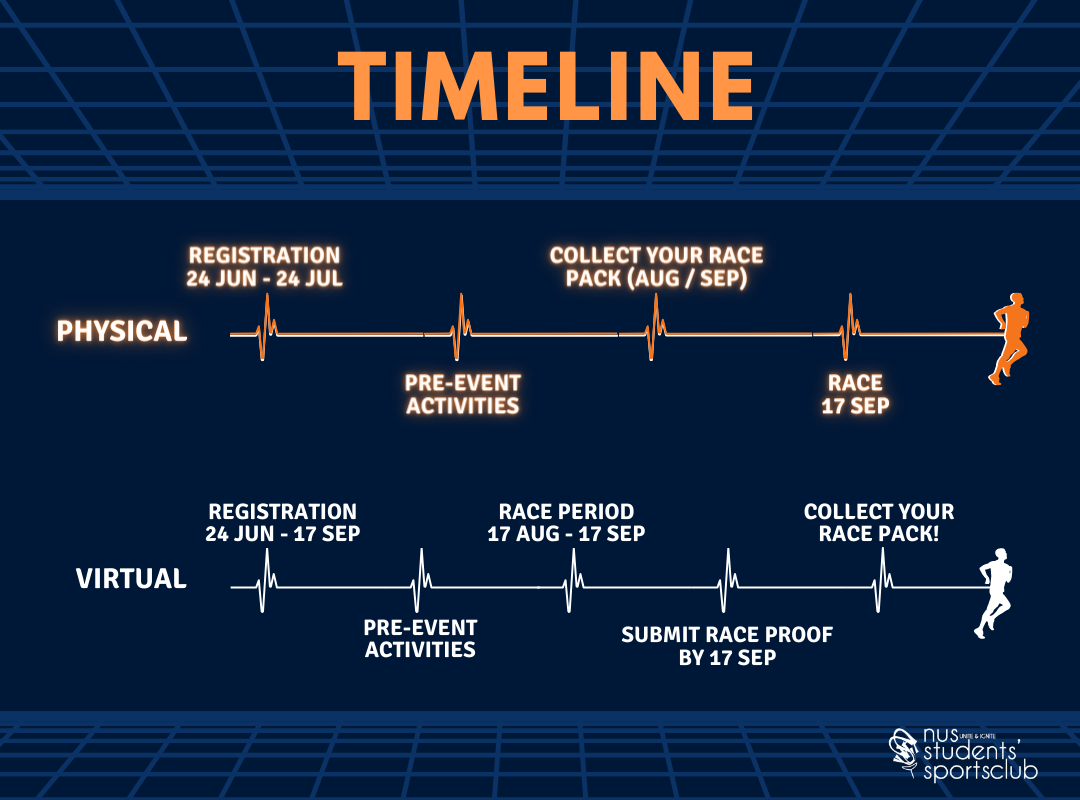 TIMELINE
REGISTRATION
24 JUN - 24 JUL
COLLECT YOUR RACE
PACK (AUG / SEP)
PHYSICAL
PRE-EVENT
ACTIVITIES
RACE
17 SEP
REGISTRATION
24 JUN - 17 SEP
RACE PERIOD
17 AUG - 17 SEP
COLLECT YOUR
RACE PACK!
VIRTUAL
PRE-EVENT
ACTIVITIES
SUBMIT RACE PROOF
BY 17 SEP
nus UNITE & IGNITE
students'
sportsclub